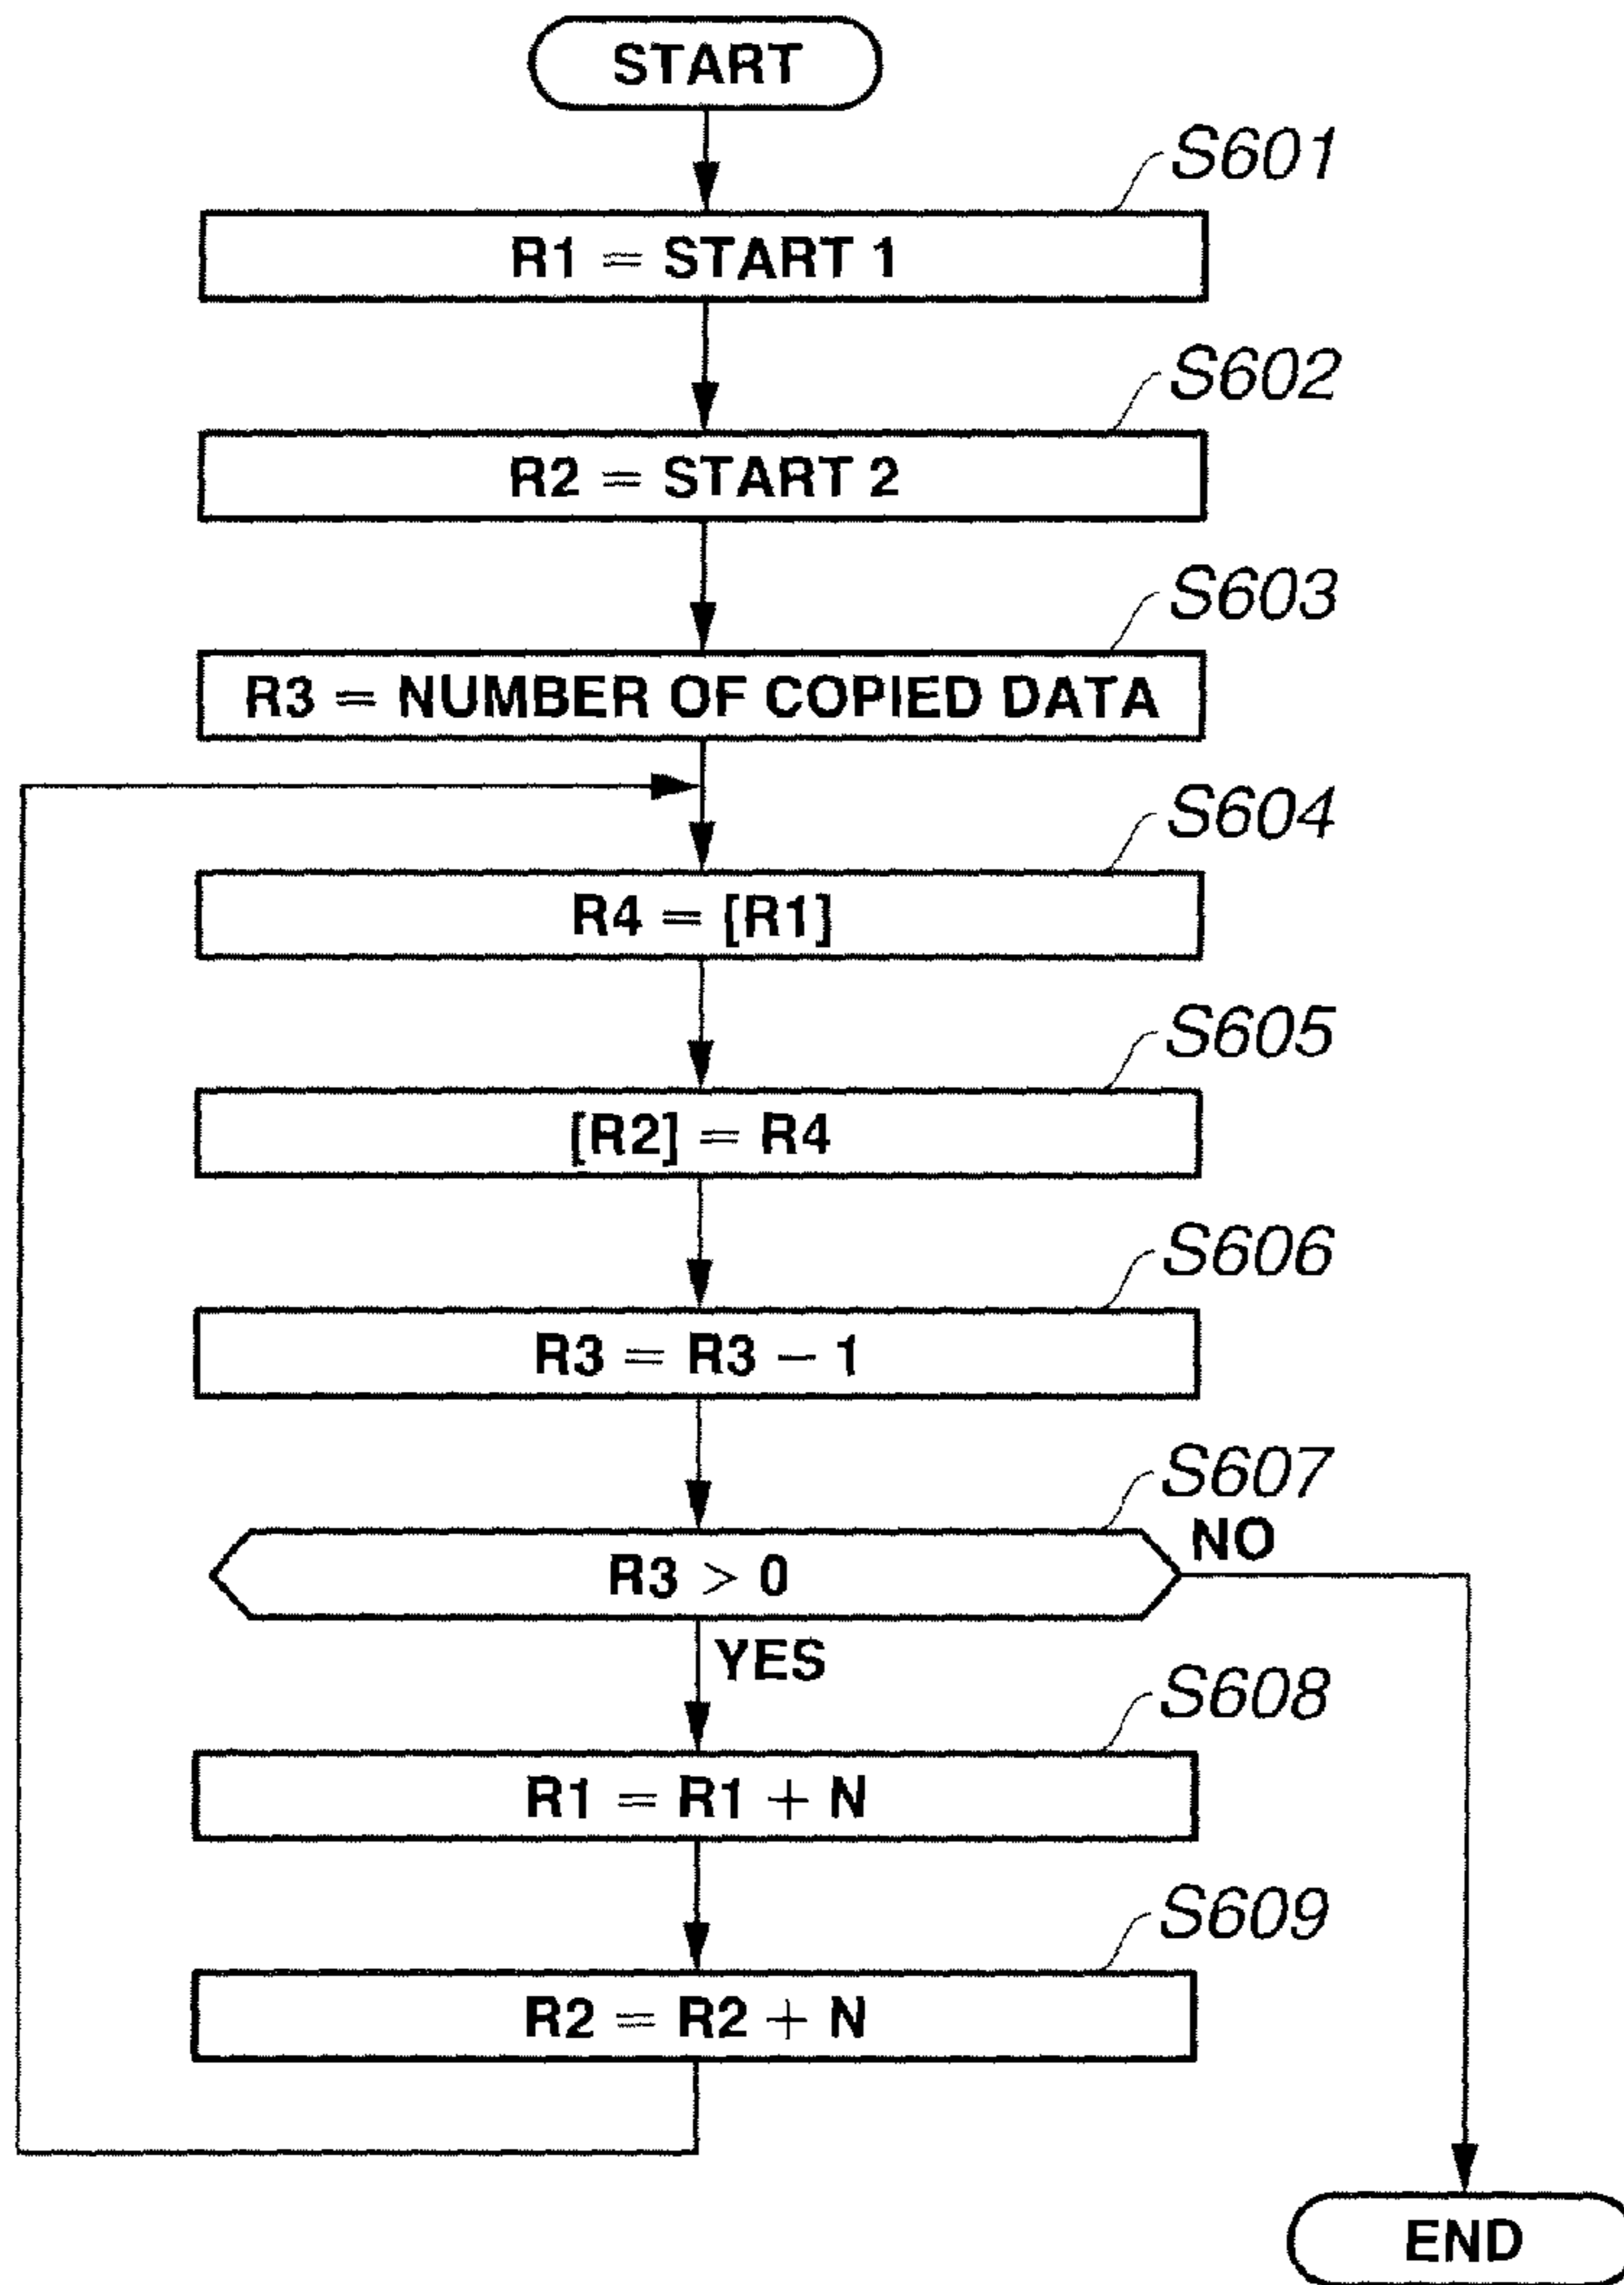 START
S601
R1 = START 1
S602
R2 = START 2
S603
R3 = NUMBER OF COPIED DATA
S604
R4 = [R1]
S605
[R2] = R4
S606
R3 = R3 − 1
S607
R3 > 0
NO
YES
S608
R1 = R1 + N
S609
R2 = R2 + N
END